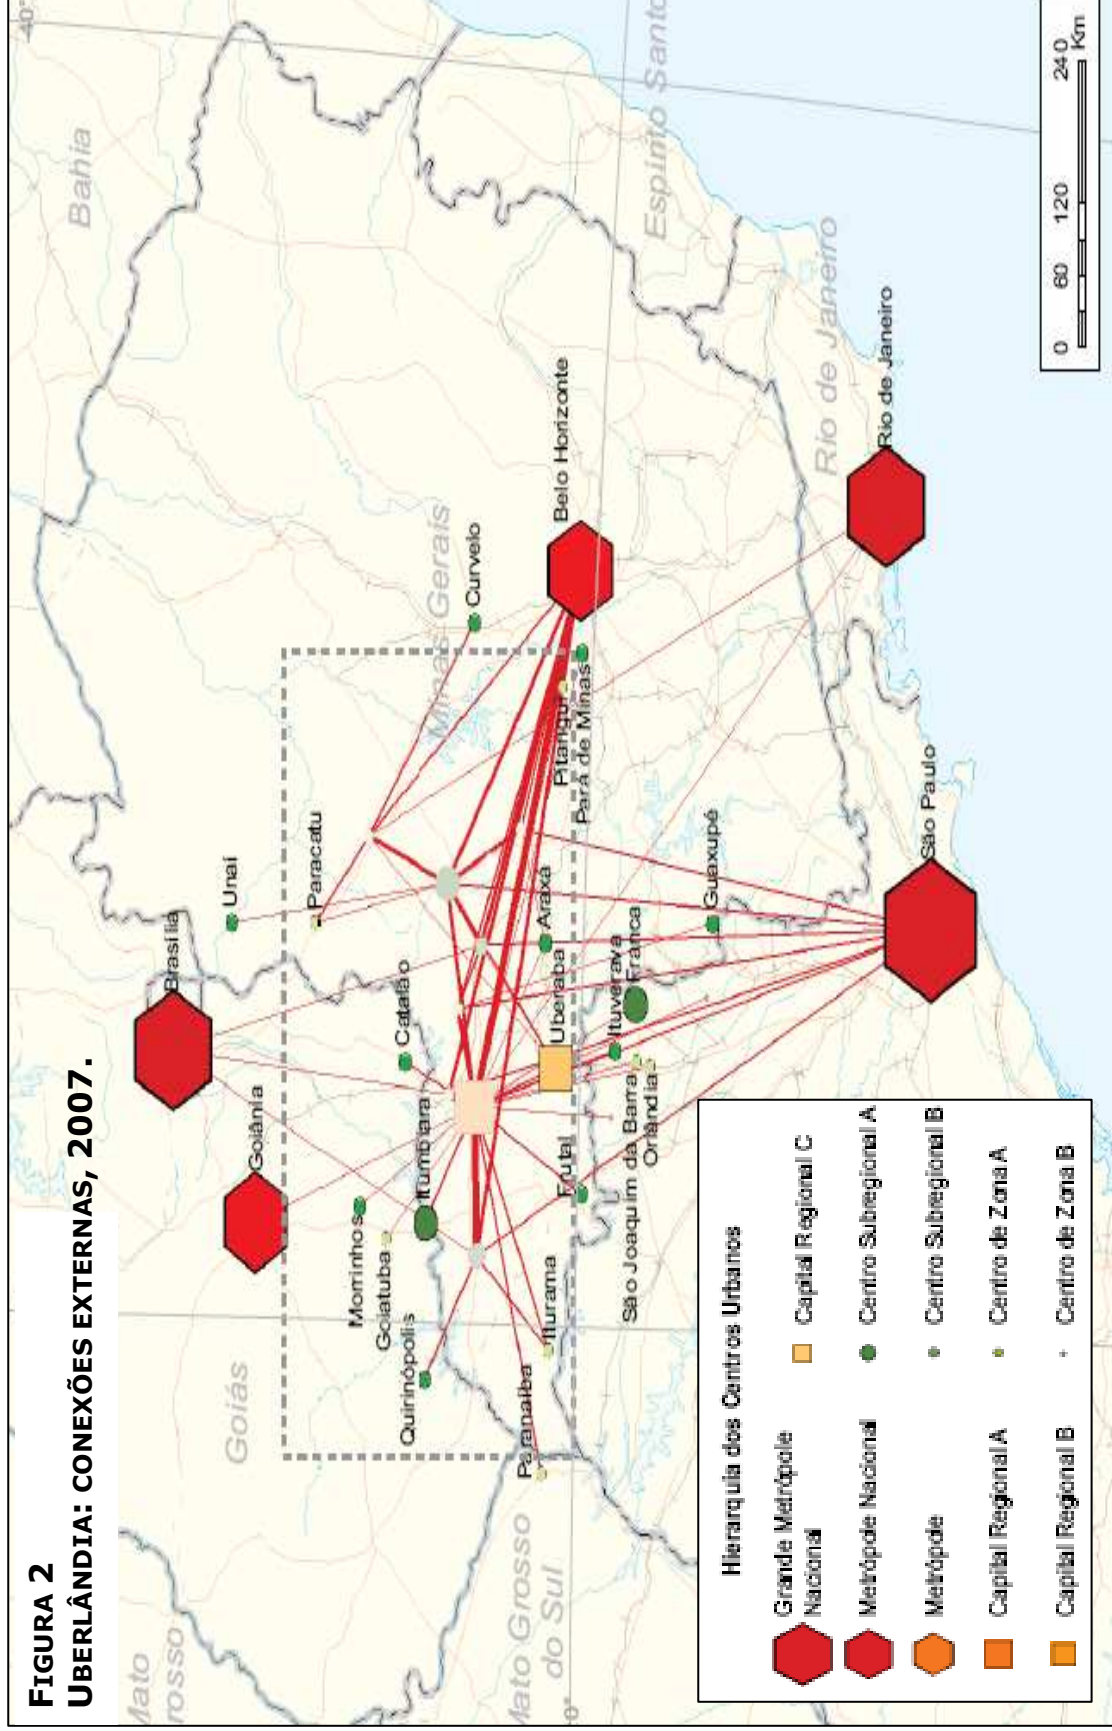 FIGURA 2
UBERLÂNDIA: CONEXÕES EXTERNAS, 2007.
40°
Bahia
Mato
rosso
Goiás
Goiânia
Brasília
Unaí
Paracatu
Minas Gerais
Curvelo
Espírito Santo
Morrinhos
Goiatuba
Quirinópolis
Itumbiara
Catalão
Belo Horizonte
Pitangui
Pará de Minas
Araxa
Uberaba
Paranaíba
Iturama
Frutal
Ituverava
Franca
São Joaquim da Barra
Orlândia
Guaxupé
Mato Grosso
do Sul
0°
Rio de Janeiro
Rio de Janeiro
São Paulo
Hierarquia dos Centros Urbanos
Grande Metrópole
Nacional
Metrópole Nacional
Metrópole
Capital Regional A
Capital Regional B
Capital Regional C
Centro Subregional A
Centro Subregional B
Centro de Zona A
Centro de Zona B
0 60 120 240
Km